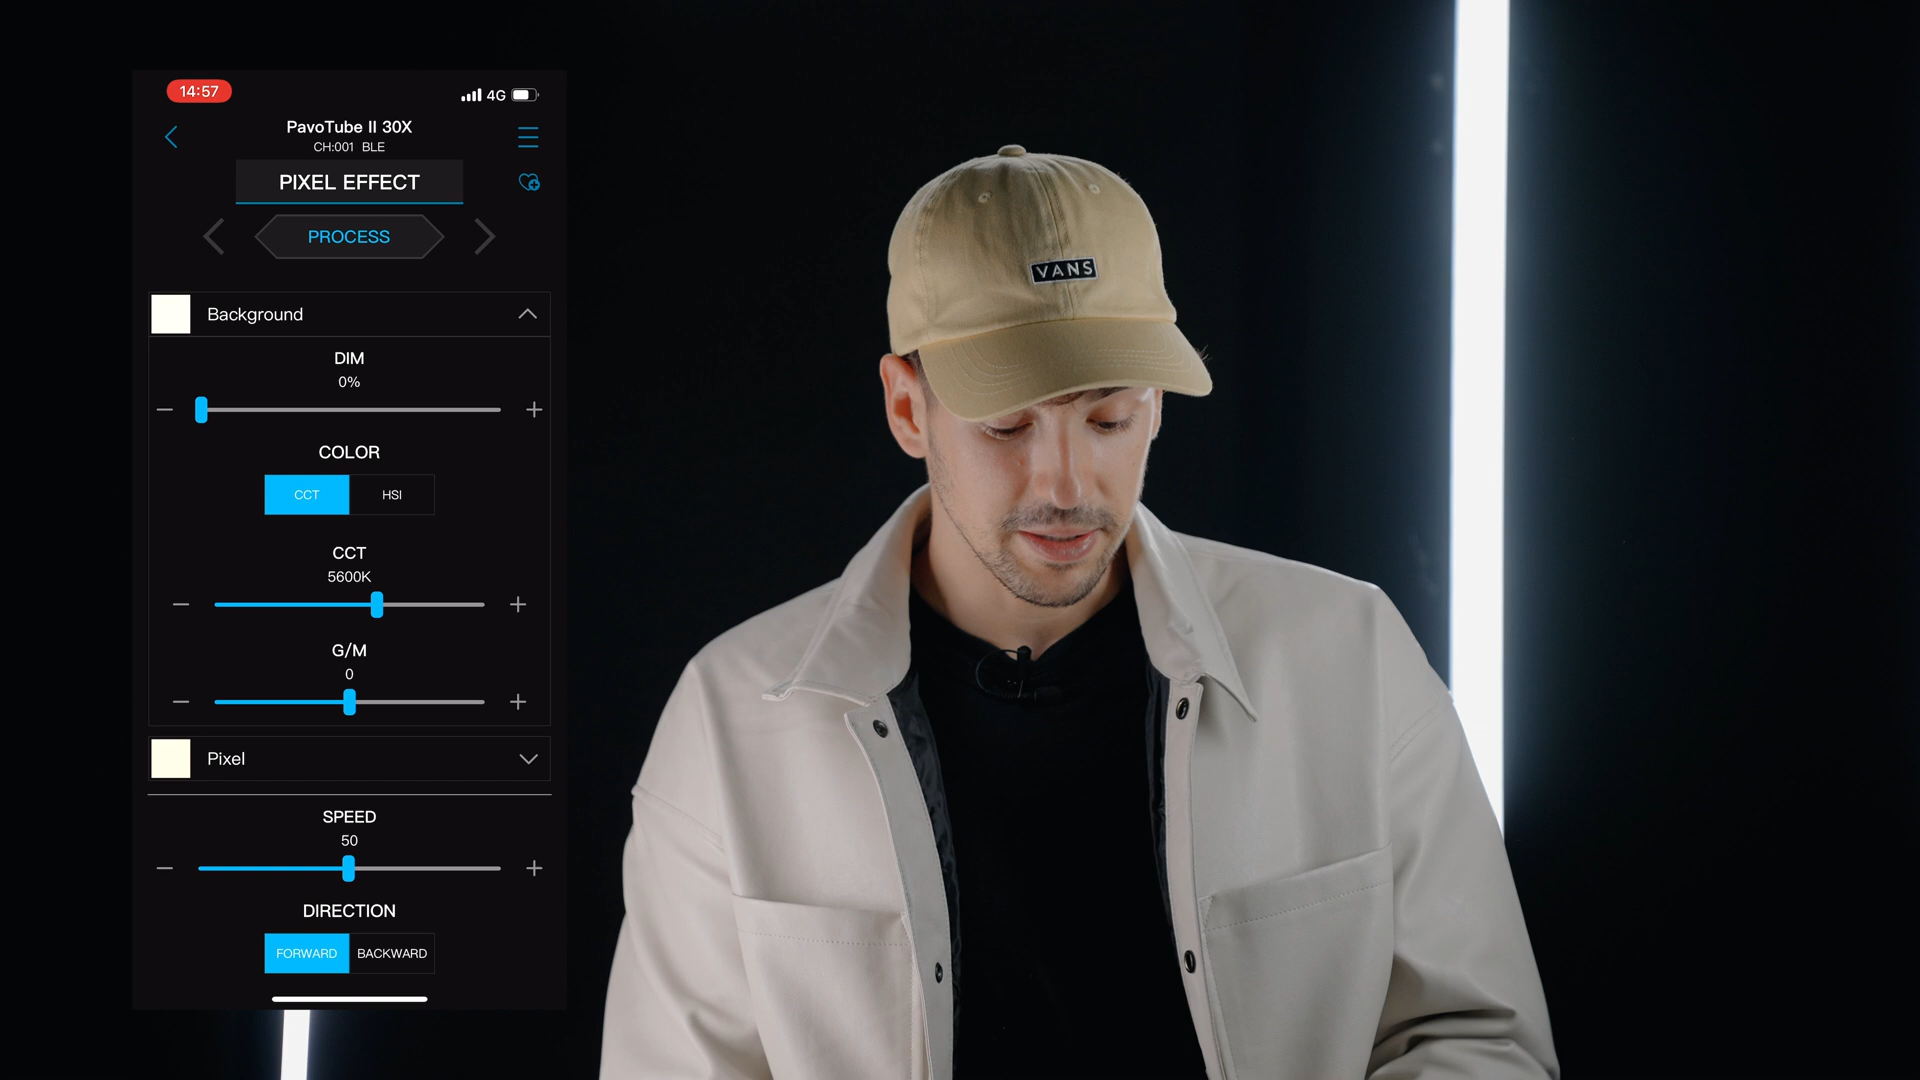 14:57
4G
PavoTube II 30X
CH:001 BLE
PIXEL EFFECT
PROCESS
Background
DIM
0%
COLOR
CCT HSI
CCT
5600K
G/M
0
Pixel
SPEED
50
DIRECTION
FORWARD BACKWARD
VANS